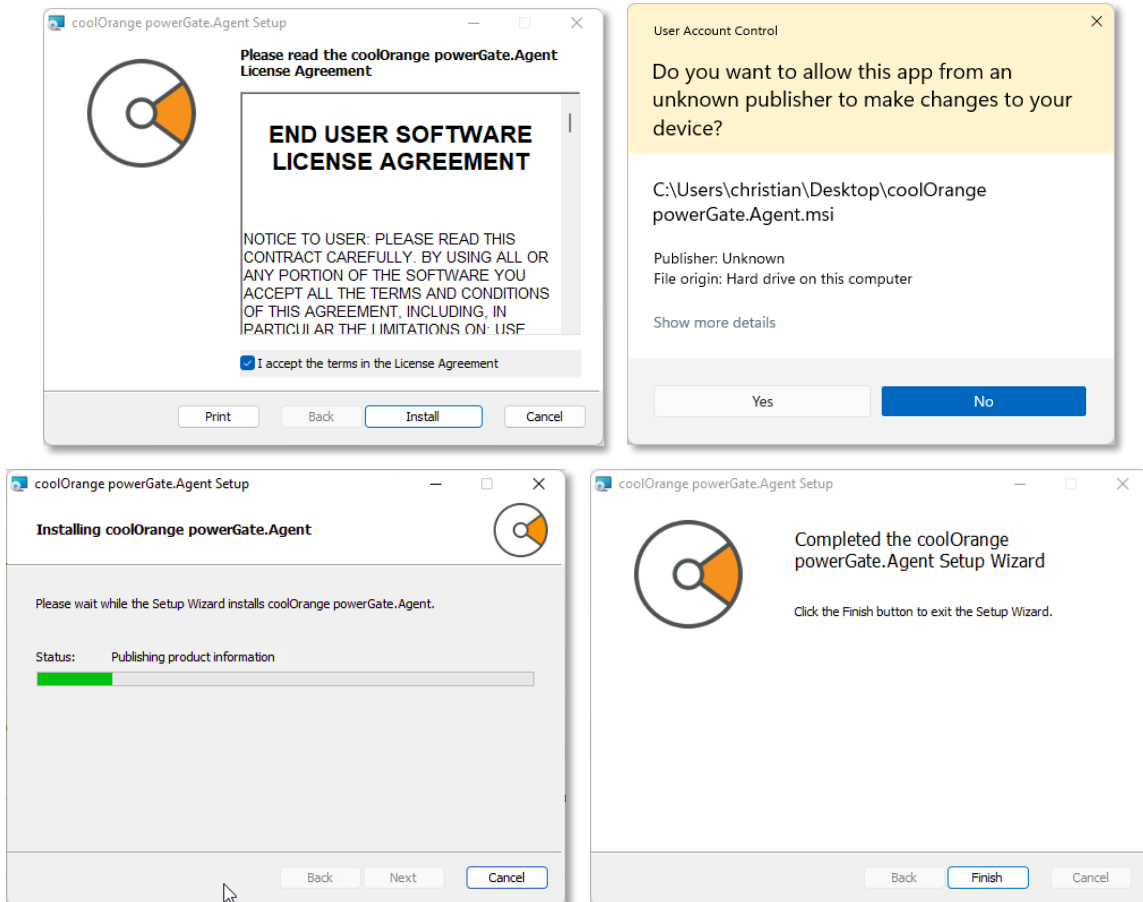 coolOrange powerGate.Agent Setup
Please read the coolOrange powerGate.Agent
License Agreement
END USER SOFTWARE
LICENSE AGREEMENT
NOTICE TO USER: PLEASE READ THIS
CONTRACT CAREFULLY. BY USING ALL OR
ANY PORTION OF THE SOFTWARE YOU
ACCEPT ALL THE TERMS AND CONDITIONS
OF THIS AGREEMENT, INCLUDING, IN
PARTICULAR THE LIMITATIONS ON: USE
I accept the terms in the License Agreement
Print
Back
Install
Cancel
User Account Control
Do you want to allow this app from an
unknown publisher to make changes to your
device?
C:\Users\christian\Desktop\coolOrange
powerGate.Agent.msi
Publisher: Unknown
File origin: Hard drive on this computer
Show more details
Yes
No
coolOrange powerGate.Agent Setup
Installing coolOrange powerGate.Agent
Please wait while the Setup Wizard installs coolOrange powerGate.Agent.
Status: Publishing product information
Back
Next
Cancel
coolOrange powerGate.Agent Setup
Completed the coolOrange
powerGate.Agent Setup Wizard
Click the Finish button to exit the Setup Wizard.
Back
Finish
Cancel